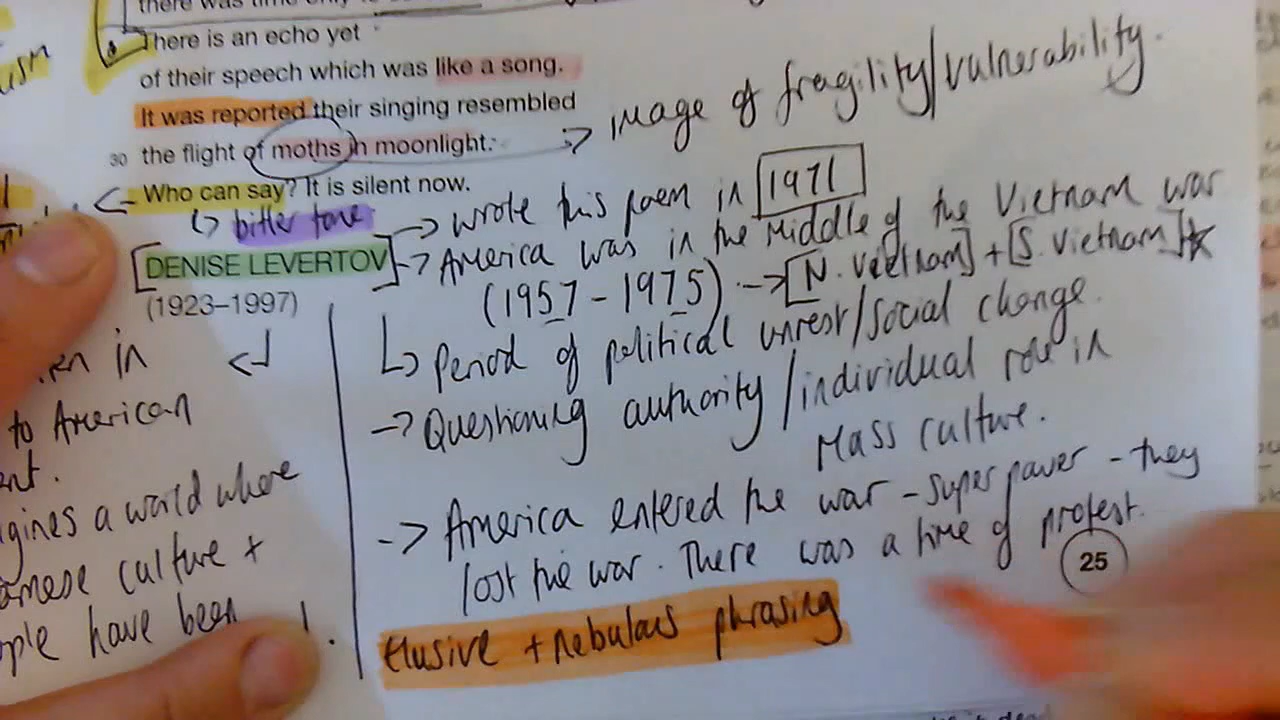 there was time only
There is an echo yet
of their speech which was like a song.
It was reported their singing resembled
30 the flight of moths in moonlight.
-> Image of fragility/vulnerability.
Who can say? It is silent now.
↳ bitter tone
[DENISE LEVERTOV]
(1923–1997)
-> wrote this poem in 1971
-> America was in the middle of the Vietnam war
(1957 - 1975) -> [N. Vietnam] + [S. Vietnam]*
↳ Period of political unrest/social change.
-> Questioning authority/individual role in
Mass culture.
-> America entered the war - super power - they
lost the war. There was a time of protest.
25
Elusive + nebulous phrasing
in
to American
a world where
culture +
have been